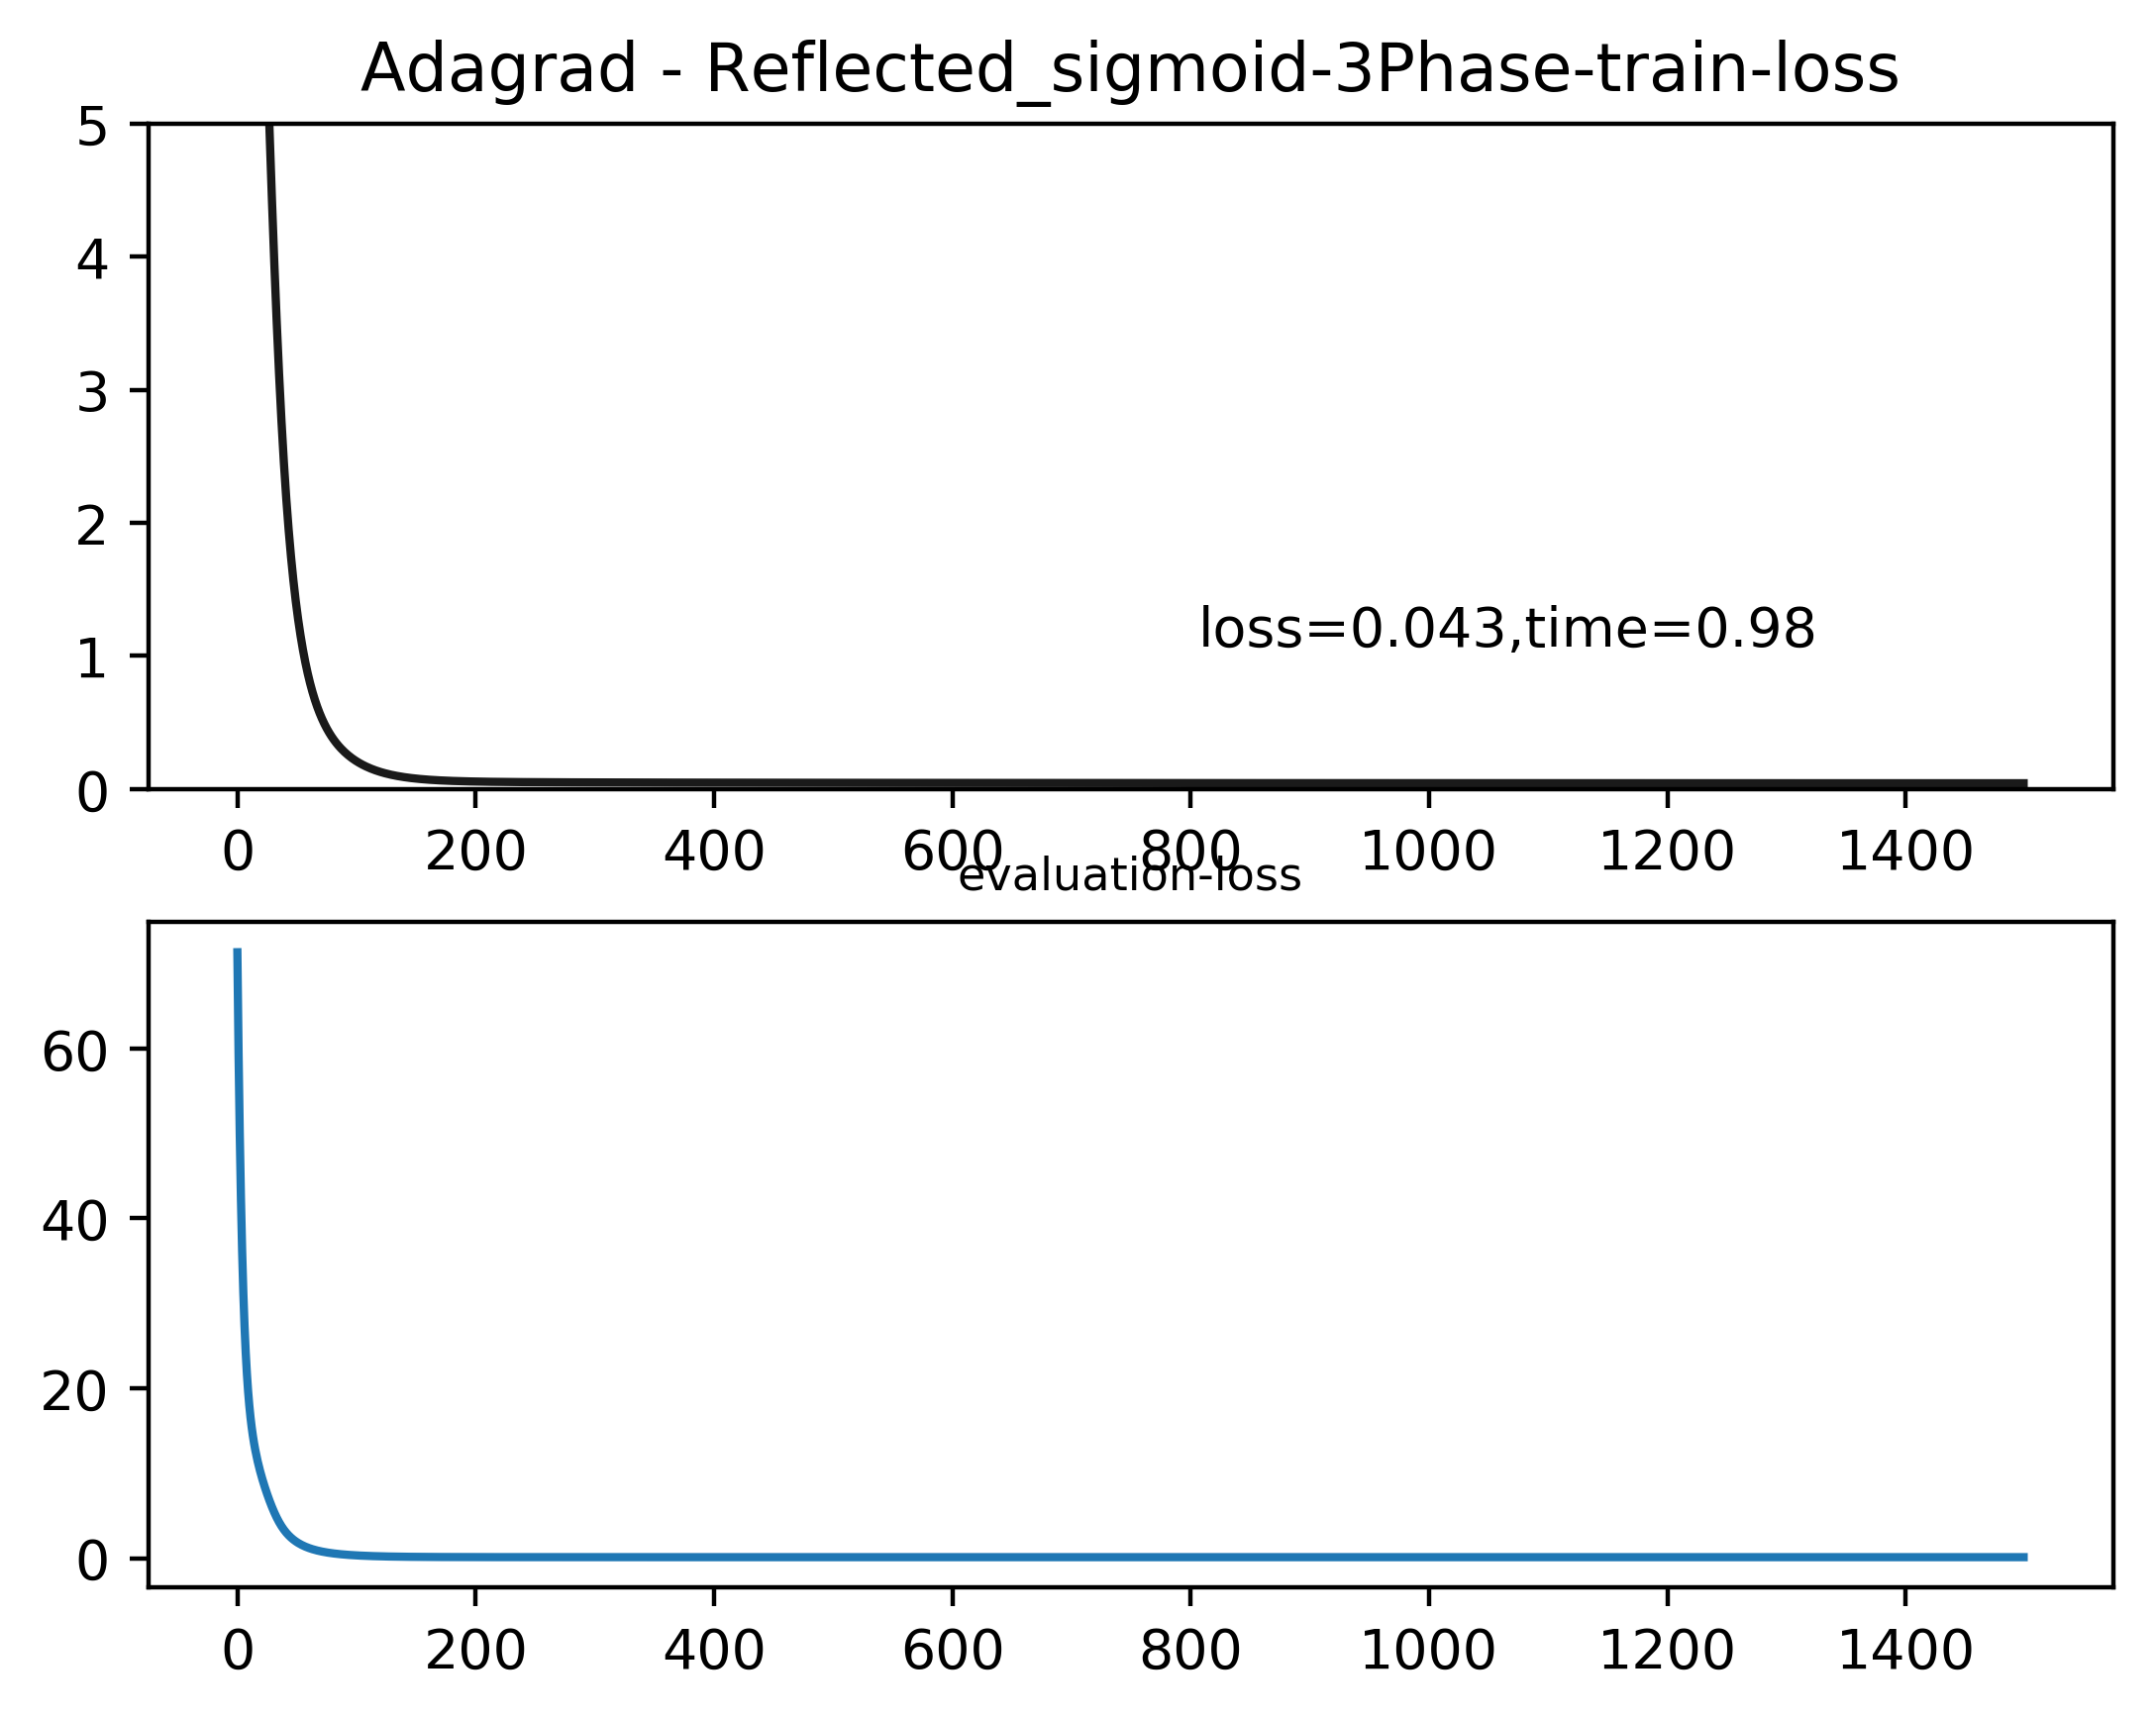 Adagrad - Reflected_sigmoid-3Phase-train-loss
5
4
3
2
loss=0.043,time=0.98
1
0
0 200 400 600 800 1000 1200 1400
evaluation-loss
60
40
20
0
0 200 400 600 800 1000 1200 1400